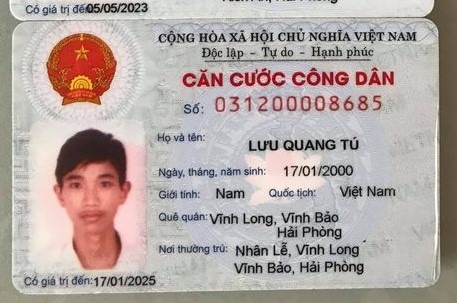 Có giá trị đến: 05/05/2023
CỘNG HÒA XÃ HỘI CHỦ NGHĨA VIỆT NAM
Độc lập - Tự do - Hạnh phúc
CĂN CƯỚC CÔNG DÂN
Số: 031200008685
Họ và tên:
LƯU QUANG TÚ
Ngày, tháng, năm sinh: 17/01/2000
Giới tính: Nam Quốc tịch: Việt Nam
Quê quán: Vĩnh Long, Vĩnh Bảo
Hải Phòng
Nơi thường trú: Nhân Lễ, Vĩnh Long
Vĩnh Bảo, Hải Phòng
Có giá trị đến: 17/01/2025